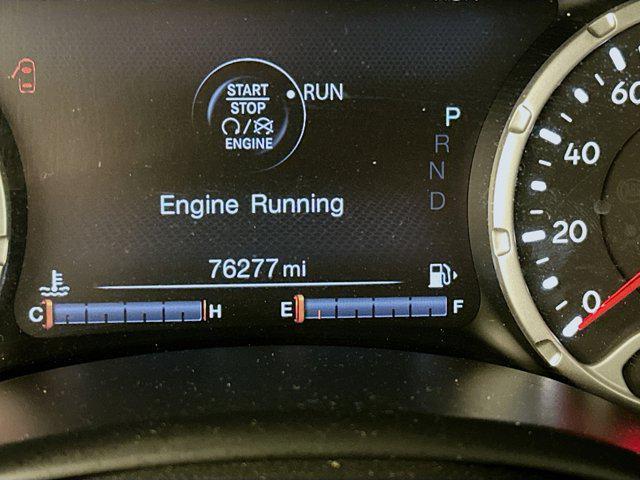 START
STOP
ENGINE
RUN
P
R
N
D
Engine Running
76277 mi
C H
E F
60
40
20
0